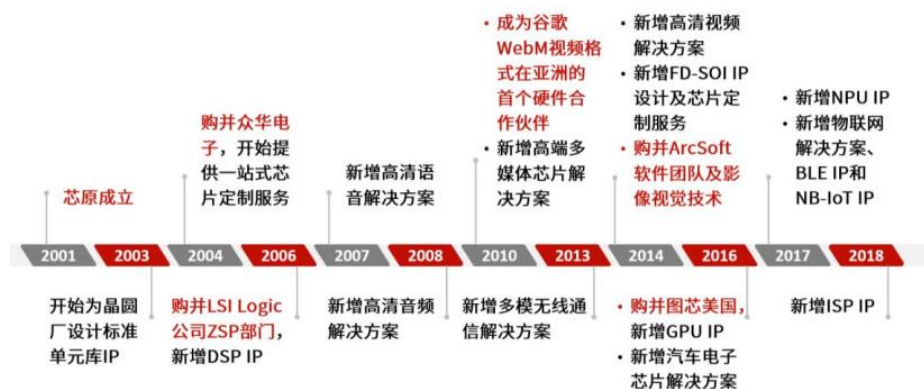 芯原成立
购并众华电
子，开始提
供一站式芯
片定制服务
新增高清语
音解决方案
• 成为谷歌
WebM视频格
式在亚洲的
首个硬件合
作伙伴
• 新增高端多
媒体芯片解
决方案
• 新增高清视频
解决方案
• 新增FD-SOI IP
设计及芯片定
制服务
• 购并ArcSoft
软件团队及影
像视觉技术
• 新增NPU IP
• 新增物联网
解决方案、
BLE IP和
NB-IoT IP
2001 2003 2004 2006 2007 2008 2010 2013 2014 2016 2017 2018
开始为晶圆
厂设计标准
单元库IP
购并LSI Logic
公司ZSP部门，
新增DSP IP
新增高清音频
解决方案
新增多模无线通
信解决方案
• 购并图芯美国，
新增GPU IP
• 新增汽车电子
芯片解决方案
新增ISP IP